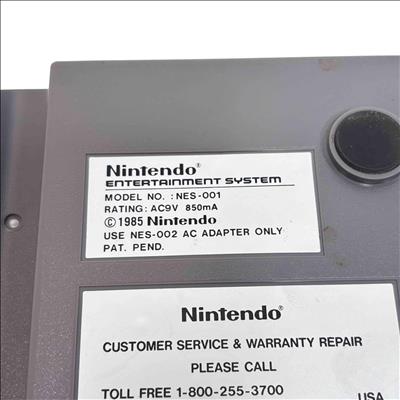 Nintendo®
ENTERTAINMENT SYSTEM
MODEL NO. : NES-001
RATING: AC9V 850mA
©1985 Nintendo
USE NES-002 AC ADAPTER ONLY
PAT. PEND.
Nintendo®
CUSTOMER SERVICE & WARRANTY REPAIR
PLEASE CALL
TOLL FREE 1-800-255-3700
USA